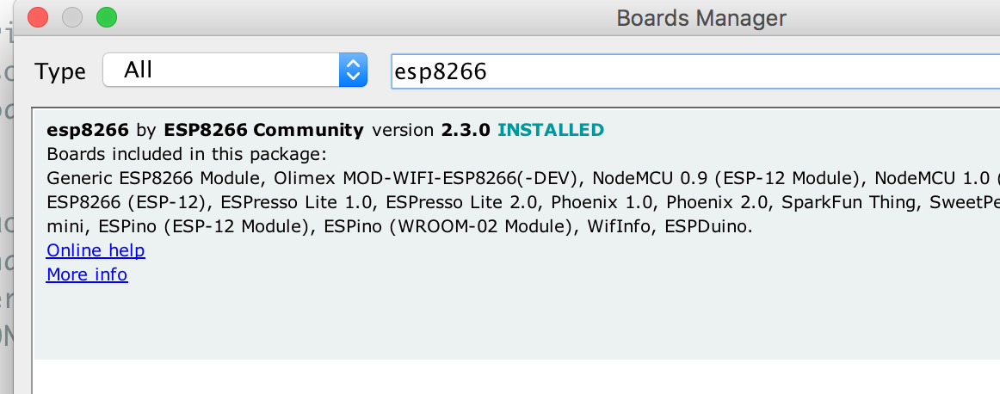 Boards Manager
Type All esp8266
esp8266 by ESP8266 Community version 2.3.0 INSTALLED
Boards included in this package:
Generic ESP8266 Module, Olimex MOD-WIFI-ESP8266(-DEV), NodeMCU 0.9 (ESP-12 Module), NodeMCU 1.0 (
ESP8266 (ESP-12), ESPresso Lite 1.0, ESPresso Lite 2.0, Phoenix 1.0, Phoenix 2.0, SparkFun Thing, SweetPe
mini, ESPino (ESP-12 Module), ESPino (WROOM-02 Module), WifInfo, ESPDuino.
Online help
More info